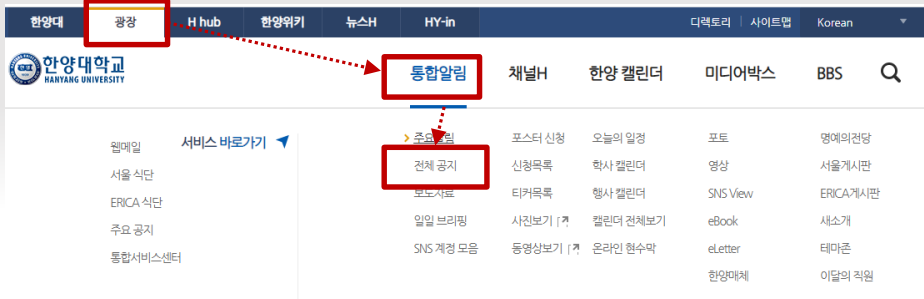 한양대 광장 H hub 한양위키 뉴스H HY-in 디렉토리 사이트맵 Korean
한양대학교
HANYANG UNIVERSITY
통합알림 채널H 한양 캘린더 미디어박스 BBS
웹메일
서울 식단
ERICA 식단
주요 공지
통합서비스센터
서비스 바로가기
주요알림
전체 공지
보도자료
일일 브리핑
SNS 계정 모음
포스터 신청
신청목록
티커목록
사진보기
동영상보기
오늘의 일정
학사 캘린더
행사 캘린더
캘린더 전체보기
온라인 현수막
포토
영상
SNS View
eBook
eLetter
한양매체
명예의전당
서울게시판
ERICA게시판
새소개
테마존
이달의 직원